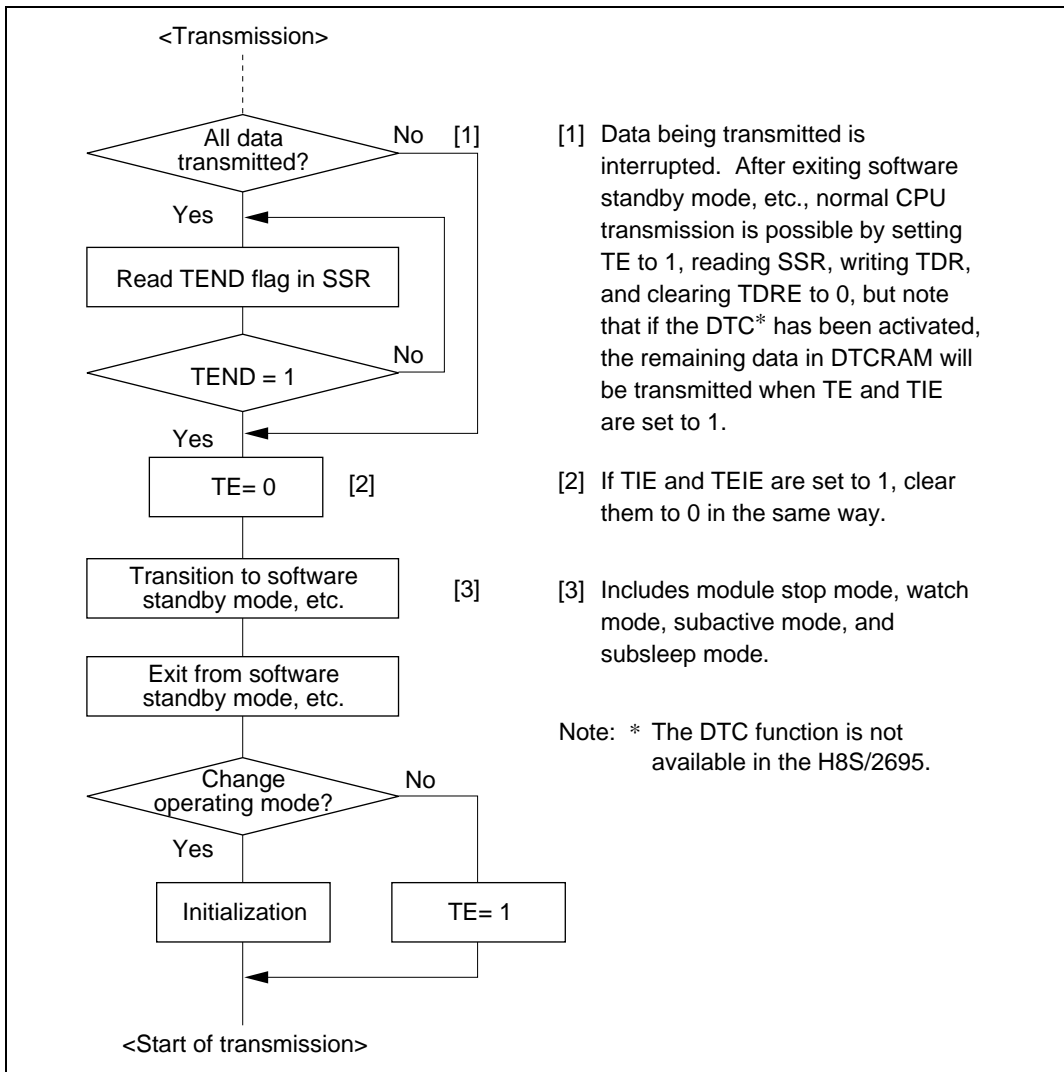 <Transmission>
All data
transmitted?
No [1]
Yes
Read TEND flag in SSR
TEND = 1
No
Yes
TE= 0 [2]
Transition to software
standby mode, etc.
[3]
Exit from software
standby mode, etc.
Change
operating mode?
No
Yes
Initialization
TE= 1
<Start of transmission>
[1] Data being transmitted is
interrupted. After exiting software
standby mode, etc., normal CPU
transmission is possible by setting
TE to 1, reading SSR, writing TDR,
and clearing TDRE to 0, but note
that if the DTC* has been activated,
the remaining data in DTCRAM will
be transmitted when TE and TIE
are set to 1.
[2] If TIE and TEIE are set to 1, clear
them to 0 in the same way.
[3] Includes module stop mode, watch
mode, subactive mode, and
subsleep mode.
Note: * The DTC function is not
available in the H8S/2695.